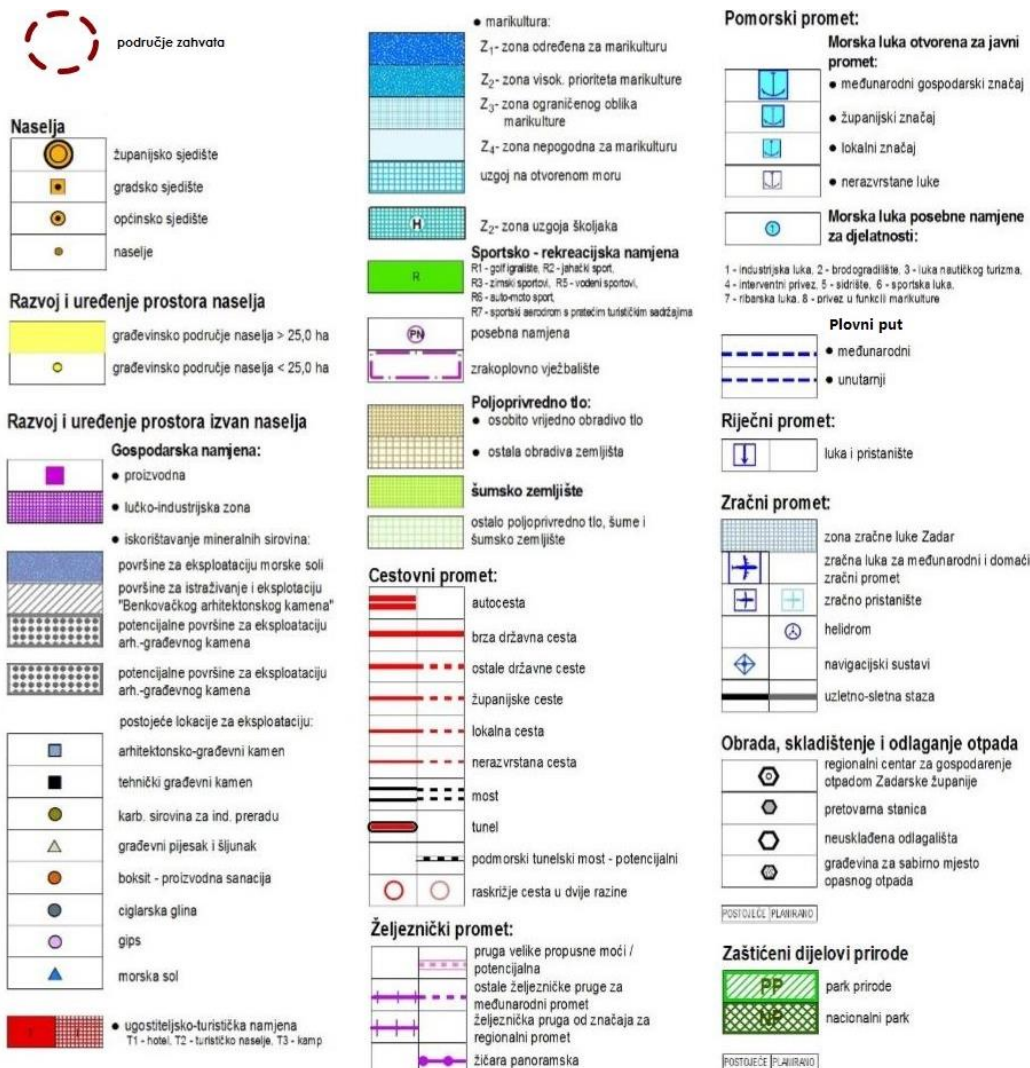 područje zahvata
Naselja
županijsko sjedište
gradsko sjedište
općinsko sjedište
naselje
Razvoj i uređenje prostora naselja
građevinsko područje naselja > 25,0 ha
građevinsko područje naselja < 25,0 ha
Razvoj i uređenje prostora izvan naselja
Gospodarska namjena:
• proizvodna
• lučko-industrijska zona
• iskorištavanje mineralnih sirovina:
površine za eksploataciju morske soli
površine za istraživanje i eksplotaciju
"Benkovačkog arhitektonskog kamena"
potencijalne površine za eksploataciju
arh.-građevnog kamena
potencijalne površine za eksploataciju
arh.-građevnog kamena
postojeće lokacije za eksploataciju:
arhitektonsko-građevni kamen
tehnički građevni kamen
karb. sirovina za ind. preradu
građevni pijesak i šljunak
boksit - proizvodna sanacija
ciglarska glina
gips
morska sol
• ugostiteljsko-turistička namjena
T1 - hotel, T2 - turističko naselje, T3 - kamp
• marikultura:
Z1- zona određena za marikulturu
Z2- zona visok. prioriteta marikulture
Z3- zona ograničenog oblika
marikulture
Z4- zona nepogodna za marikulturu
uzgoj na otvorenom moru
H
Z2- zona uzgoja školjaka
Sportsko - rekreacijska namjena
R
R1 - golf igralište, R2 - jahački sport,
R3 - zimski sportovi, R5 - vodeni sportovi,
R6 - auto-moto sport,
R7 - sportski aerodrom s pratećim turističkim sadržajima
PN
posebna namjena
zrakoplovno vježbalište
Poljoprivredno tlo:
• osobito vrijedno obradivo tlo
• ostala obradiva zemljišta
šumsko zemljište
ostalo poljoprivredno tlo, šume i
šumsko zemljište
Cestovni promet:
autocesta
brza državna cesta
ostale državne ceste
županijske ceste
lokalna cesta
nerazvrstana cesta
most
tunel
podmorski tunelski most - potencijalni
raskrižje cesta u dvije razine
Željeznički promet:
pruga velike propusne moći /
potencijalna
ostale željezničke pruge za
međunarodni promet
željeznička pruga od značaja za
regionalni promet
žičara panoramska
Pomorski promet:
Morska luka otvorena za javni
promet:
• međunarodni gospodarski značaj
• županijski značaj
• lokalni značaj
• nerazvrstane luke
1
Morska luka posebne namjene
za djelatnosti:
1 - industrijska luka, 2 - brodogradilište, 3 - luka nautičkog turizma,
4 - interventni privez, 5 - sidrište, 6 - sportska luka,
7 - ribarska luka, 8 - privez u funkciji marikulture
Plovni put
• međunarodni
• unutarnji
Riječni promet:
luka i pristanište
Zračni promet:
zona zračne luke Zadar
zračna luka za međunarodni i domaći
zračni promet
zračno pristanište
helidrom
navigacijski sustavi
uzletno-sletna staza
Obrada, skladištenje i odlaganje otpada
regionalni centar za gospodarenje
otpadom Zadarske županije
pretovarna stanica
neusklađena odlagališta
građevina za sabirno mjesto
opasnog otpada
POSTOJEĆE PLANIRANO
Zaštićeni dijelovi prirode
PP
park prirode
NP
nacionalni park
POSTOJEĆE PLANIRANO